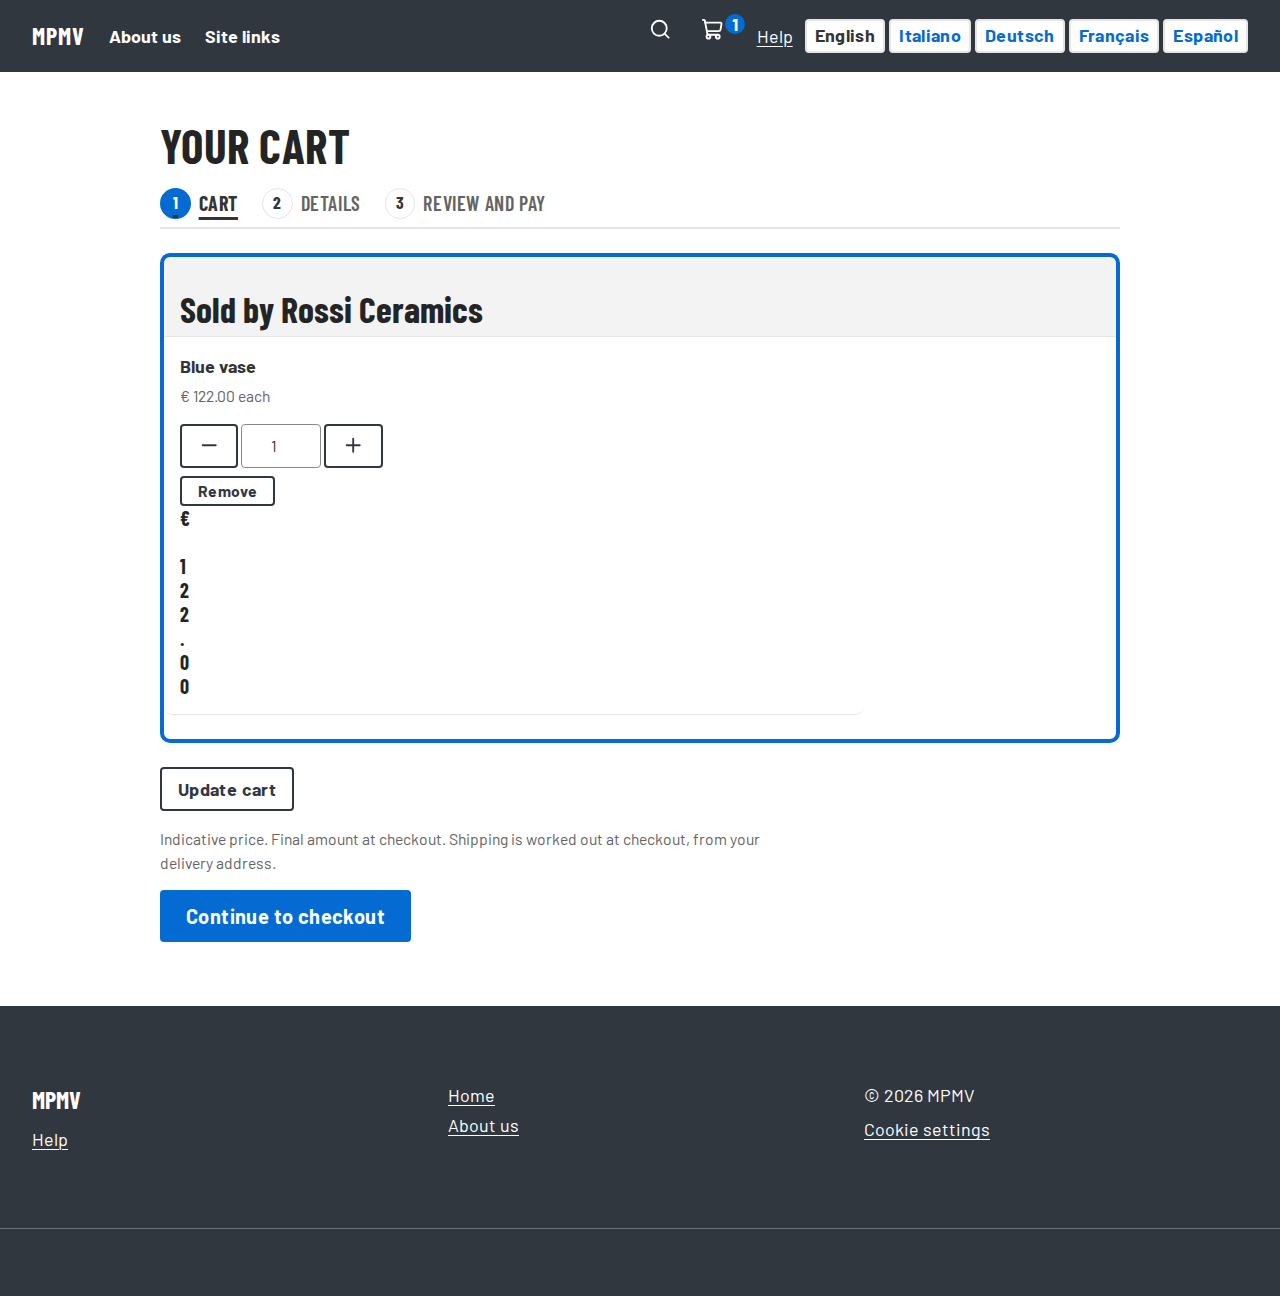 MPMV About us Site links 1 Help English Italiano Deutsch Français Español
YOUR CART
1 CART 2 DETAILS 3 REVIEW AND PAY
Sold by Rossi Ceramics
Blue vase
€ 122.00 each
1
Remove
€
1
2
2
.
0
0
Update cart
Indicative price. Final amount at checkout. Shipping is worked out at checkout, from your
delivery address.
Continue to checkout
MPMV Home © 2026 MPMV
Help About us Cookie settings